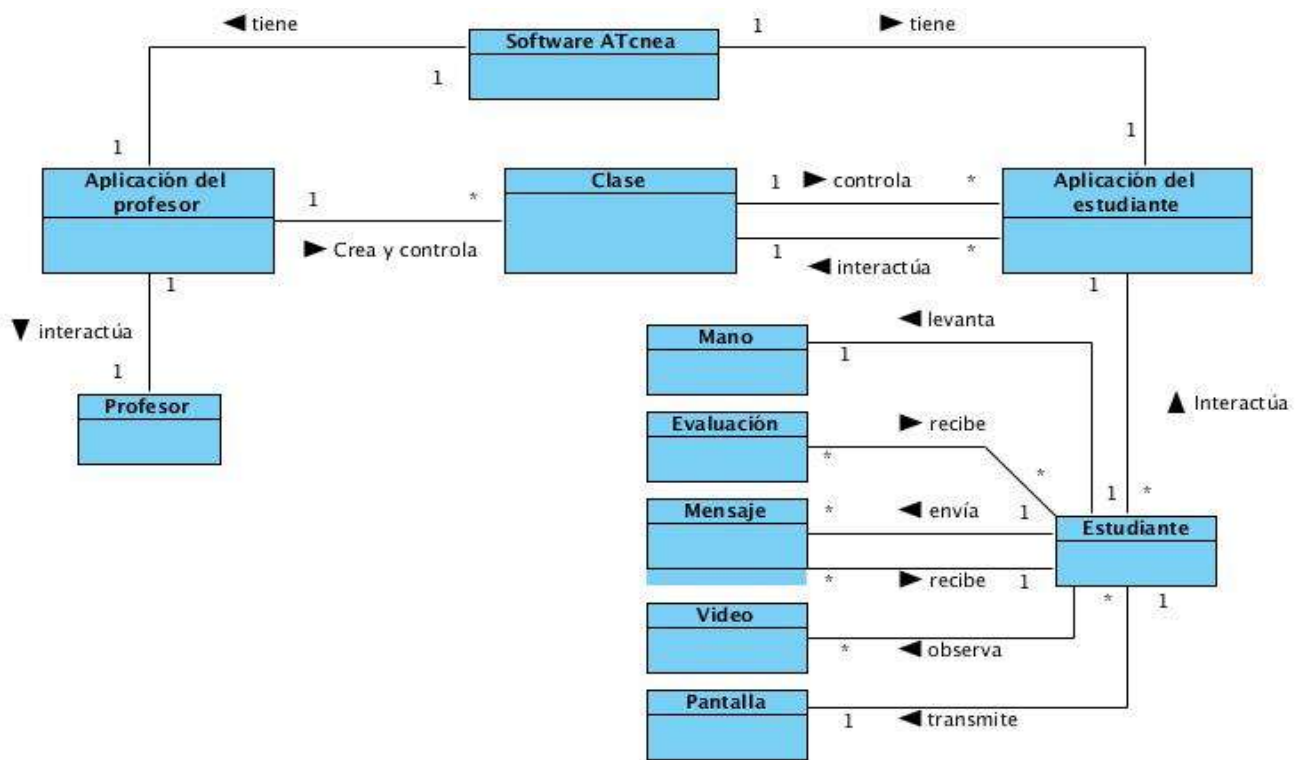 ◄ tiene
1
► tiene
Software ATcnea
1
1
1
1
Aplicación del
profesor
Clase
Aplicación del
estudiante
1
*
1
► controla
*
► Crea y controla
1
◄ interactúa
*
1
1
▼ interactúa
1
Profesor
◄ levanta
Mano
1
▲ Interactúa
Evaluación
► recibe
*
*
1
*
Mensaje
*
◄ envía
1
Estudiante
*
► recibe
1
*
1
Video
*
◄ observa
Pantalla
1
◄ transmite